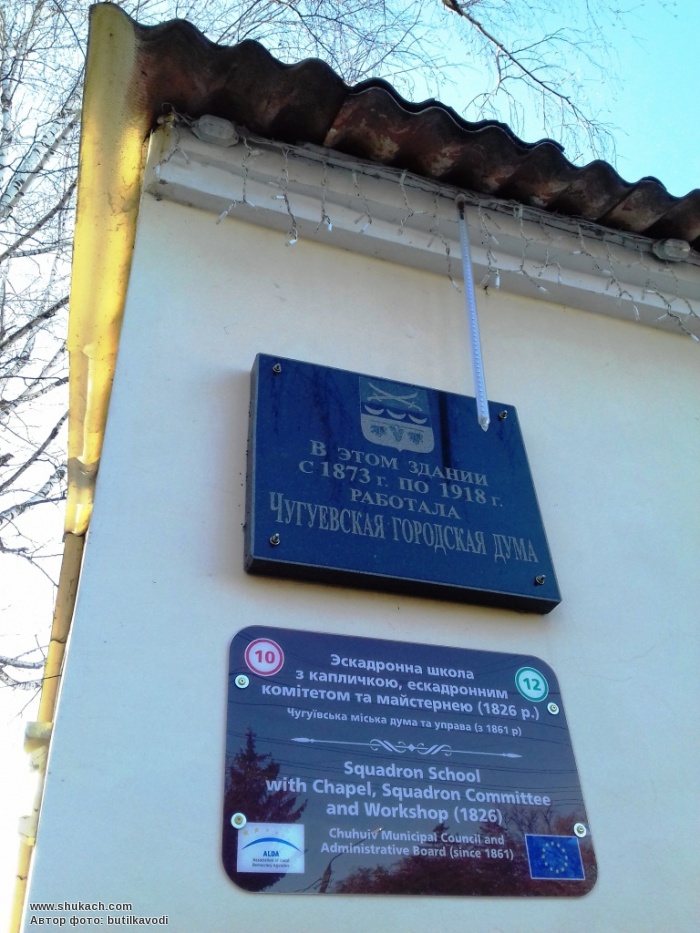 В ЭТОМ ЗДАНИИ
С 1873 г. ПО 1918 г.
РАБОТАЛА
ЧУГУЕВСКАЯ ГОРОДСКАЯ ДУМА
10
12
Эскадронна школа
з капличкою, ескадронним
комітетом та майстернею (1826 р.)
Чугуївська міська дума та управа (з 1861 р)
Squadron School
with Chapel, Squadron Committee
and Workshop (1826)
Chuhuiv Municipal Council and
Administrative Board (since 1861)
ALDA
www.shukach.com
Автор фото: butilkavodi